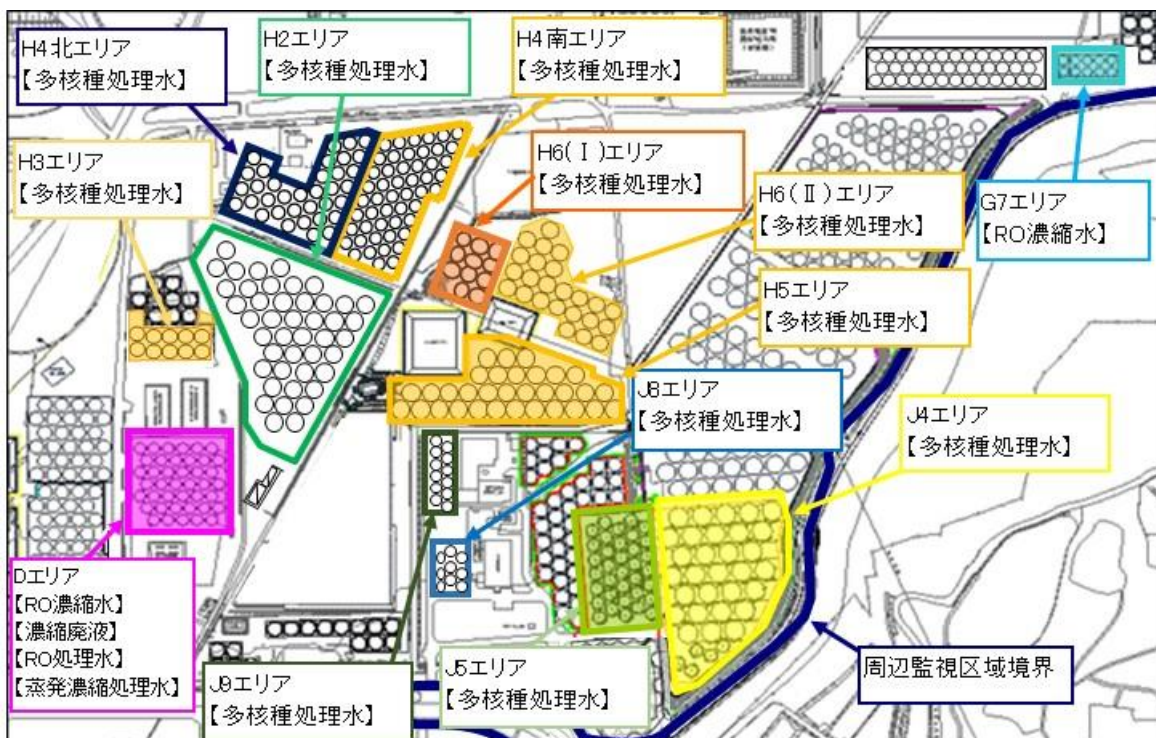 H4北エリア
【多核種処理水】
H2エリア
【多核種処理水】
H4南エリア
【多核種処理水】
H3エリア
【多核種処理水】
H6(Ⅰ)エリア
【多核種処理水】
H6(Ⅱ)エリア
【多核種処理水】
G7エリア
【RO濃縮水】
H5エリア
【多核種処理水】
J8エリア
【多核種処理水】
J4エリア
【多核種処理水】
Dエリア
【RO濃縮水】
【濃縮廃液】
【RO処理水】
【蒸発濃縮処理水】
J9エリア
【多核種処理水】
J5エリア
【多核種処理水】
周辺監視区域境界